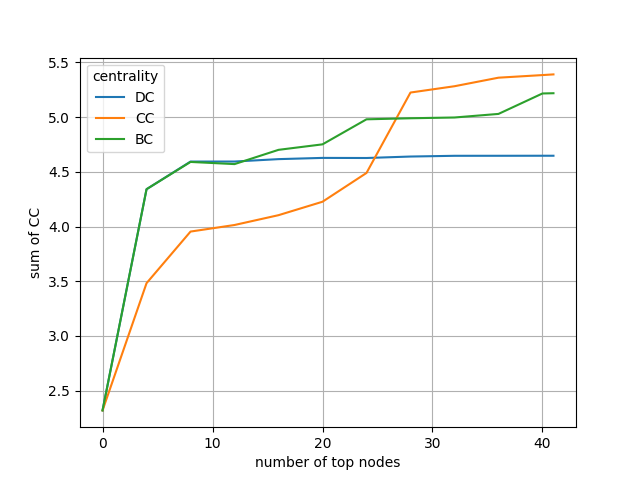 centrality
DC
CC
BC
5.5
5.0
4.5
4.0
3.5
3.0
2.5
sum of CC
0 10 20 30 40
number of top nodes